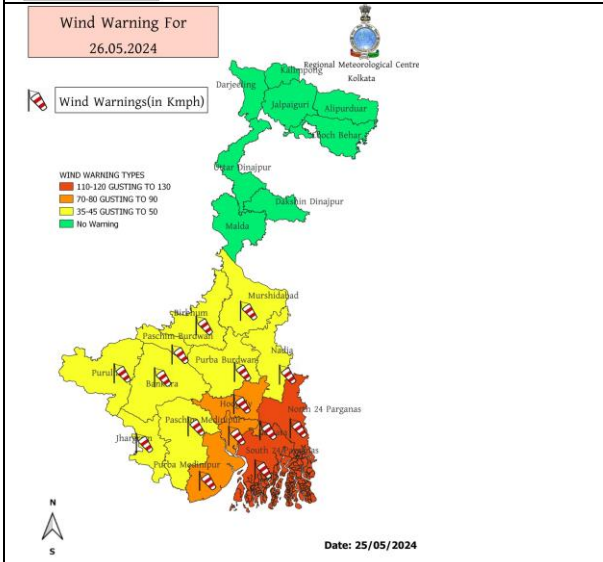 Wind Warning For
26.05.2024
Regional Meteorological Centre
Kolkata
Wind Warnings(in Kmph)
WIND WARNING TYPES
110-120 GUSTING TO 130
70-80 GUSTING TO 90
35-45 GUSTING TO 50
No Warning
Kalimpong
Darjeeling
Jalpaiguri
Alipurduar
Koch Behar
Uttar Dinajpur
Dakshin Dinajpur
Malda
Murshidabad
Birbhum
Paschim Burdwan
Nadia
Purba Burdwan
Bankura
North 24 Parganas
Paschim Medinipur
South 24 Parganas
Purba Medinipur
N
S
Date: 25/05/2024